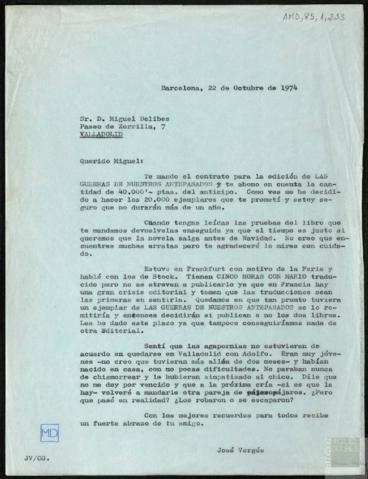 AMD,85,1,233
Barcelona, 22 de Octubre de 1974
Sr. D. Miguel Delibes
Paseo de Zorrilla, 7
VALLADOLID
Querido Miguel:
Te mando el contrato para la edición de LAS
GUERRAS DE NUESTROS ANTEPASADOS y te abono en cuenta la can-
tidad de 40.000'- ptas. del anticipo. Como ves me he decidi-
do a hacer los 20.000 ejemplares que te prometí y estoy se-
guro que no durarán más de un año.
Cuando tengas leídas las pruebas del libro que
te mandamos devuélvelas enseguida ya que el tiempo es justo si
queremos que la novela salga antes de Navidad. No creo que en-
cuentres muchas erratas pero te agradeceré lo mires con cuida-
do.
Estuve en Frankfurt con motivo de la Feria y
hablé con los de Stock. Tienen CINCO HORAS CON MARIO tradu-
cido pero no se atreven a publicarlo ya que en Francia hay
una gran crisis editorial y temen que las traducciones sean
las primeras en sentirla. Quedamos en que tan pronto tuviera
un ejemplar de LAS GUERRAS DE NUESTROS ANTEPASADOS se lo re-
mitiría y entonces decidirán si publican a no los dos libros.
Les he dado este plazo ya que tampoco conseguiríamos nada de
otra Editorial.
Sentí que las agapornias no estuvieran de
acuerdo en quedarse en Valladolid con Adolfo. Eran muy jóve-
nes -no creo que tuvieran más allás de dos meses- y habían
nacido en casa, con no pocas dificultades. No paraban nunca
de chismorrear y le hubieran simpatizado al chico. Díle que
no me doy por vencido y que a la próxima cría -si es que la
hay- volveré a mandarle otra pareja de pájaros. ¿Pero
que pasó en realidad? ¿Los robaron o se escaparon?
Con los mejores recuerdos para todos recibe
un fuerte abrazo de tu amigo.
José Vergés
MD
JV/CG.